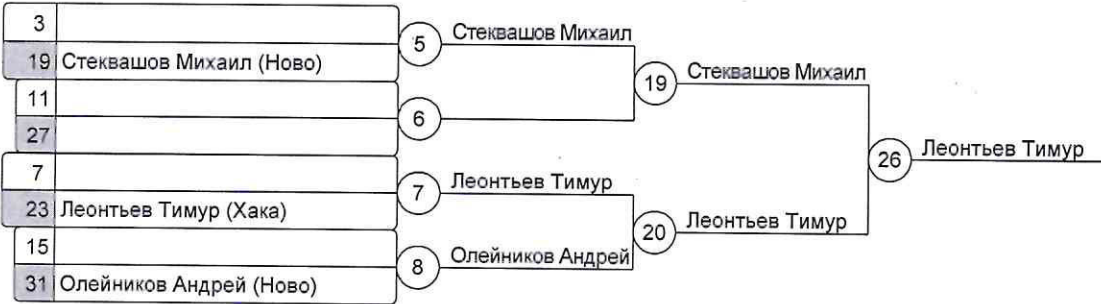 3
5 Стеквашов Михаил
19 Стеквашов Михаил (Ново)
19 Стеквашов Михаил
11
6
27
26 Леонтьев Тимур
7
7 Леонтьев Тимур
23 Леонтьев Тимур (Хака)
20 Леонтьев Тимур
15
8 Олейников Андрей
31 Олейников Андрей (Ново)